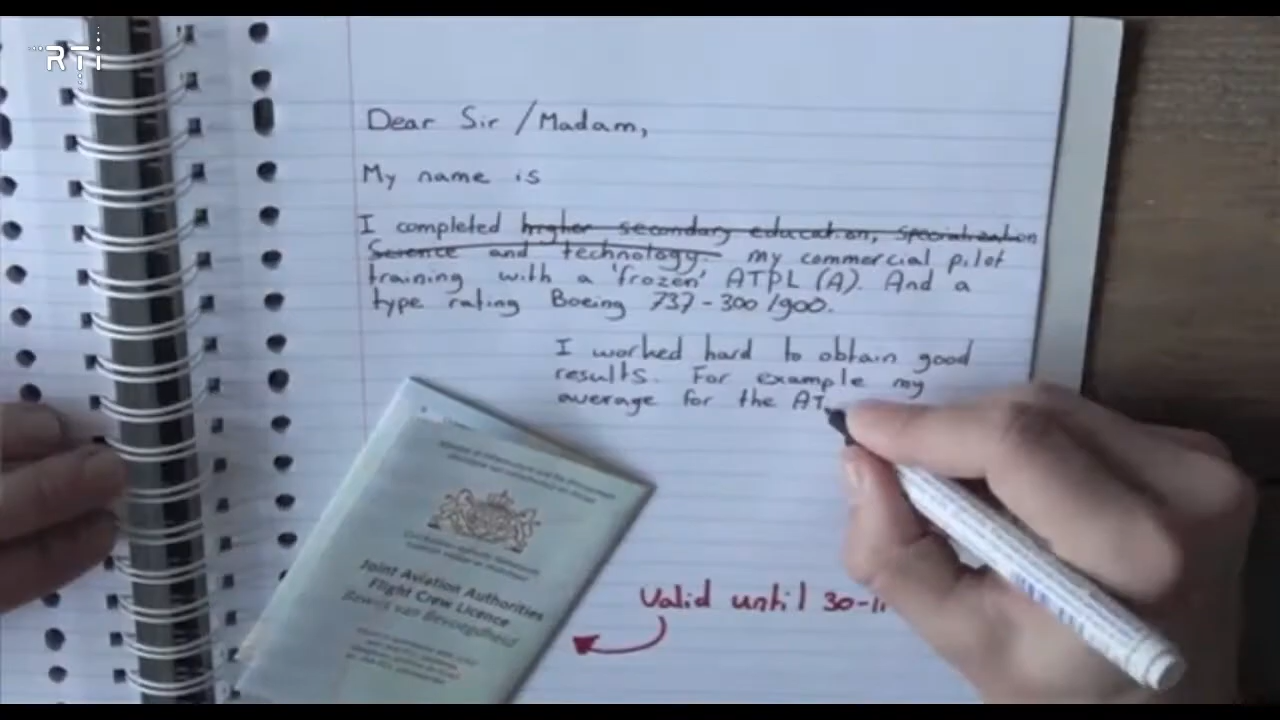 RTI
Dear Sir / Madam,
My name is
I completed higher secondary education, Specialization
Science and technology. my commercial pilot
training with a 'frozen' ATPL (A). And a
type rating Boeing 737 - 300 /900.
I worked hard to obtain good
results. For example my
average for the AT
Joint Aviation Authorities
Flight Crew Licence
Bewijs van Bevoegdheid
Valid until 30-11